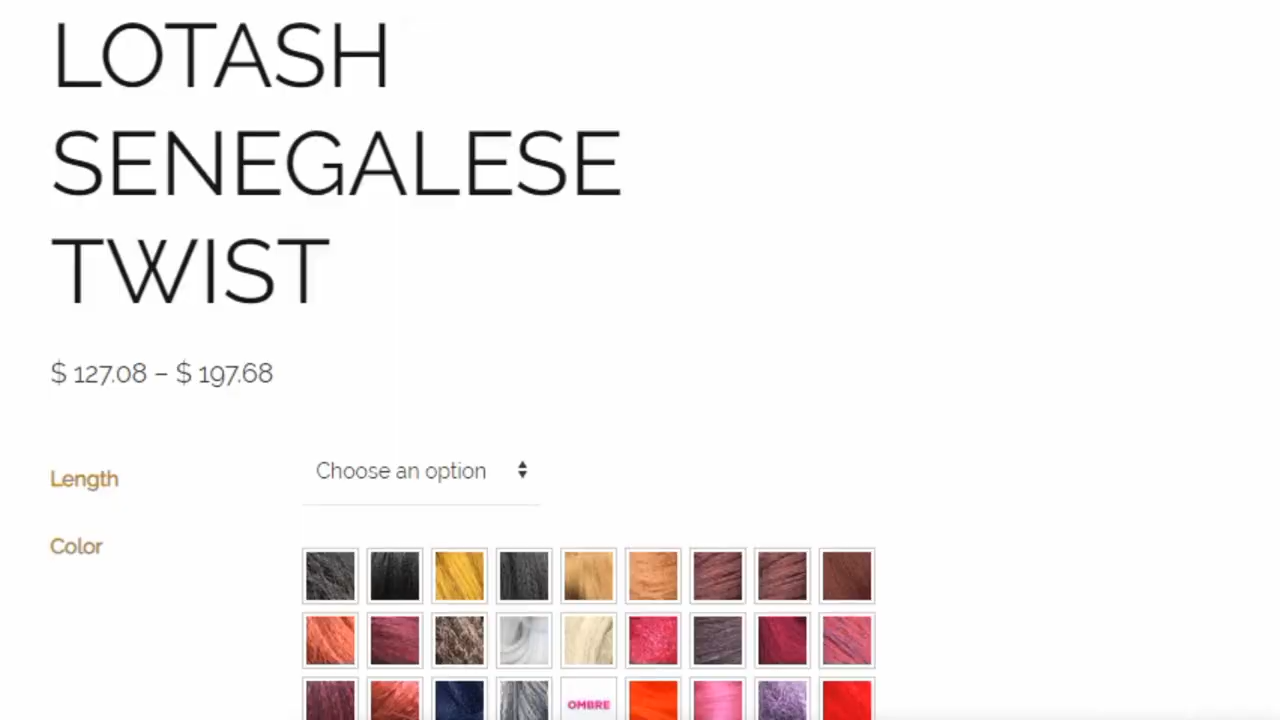 LOTASH
SENEGALESE
TWIST
$ 127.08 – $ 197.68
Length
Choose an option
Color
OMBRE